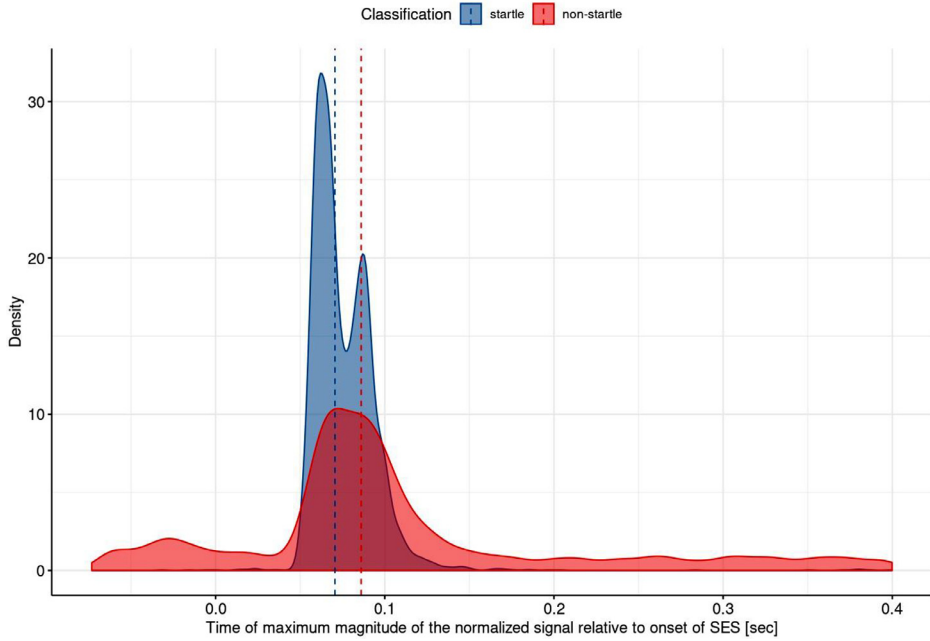 Classification startle non-startle
Density
30
20
10
0
0.0 0.1 0.2 0.3 0.4
Time of maximum magnitude of the normalized signal relative to onset of SES [sec]